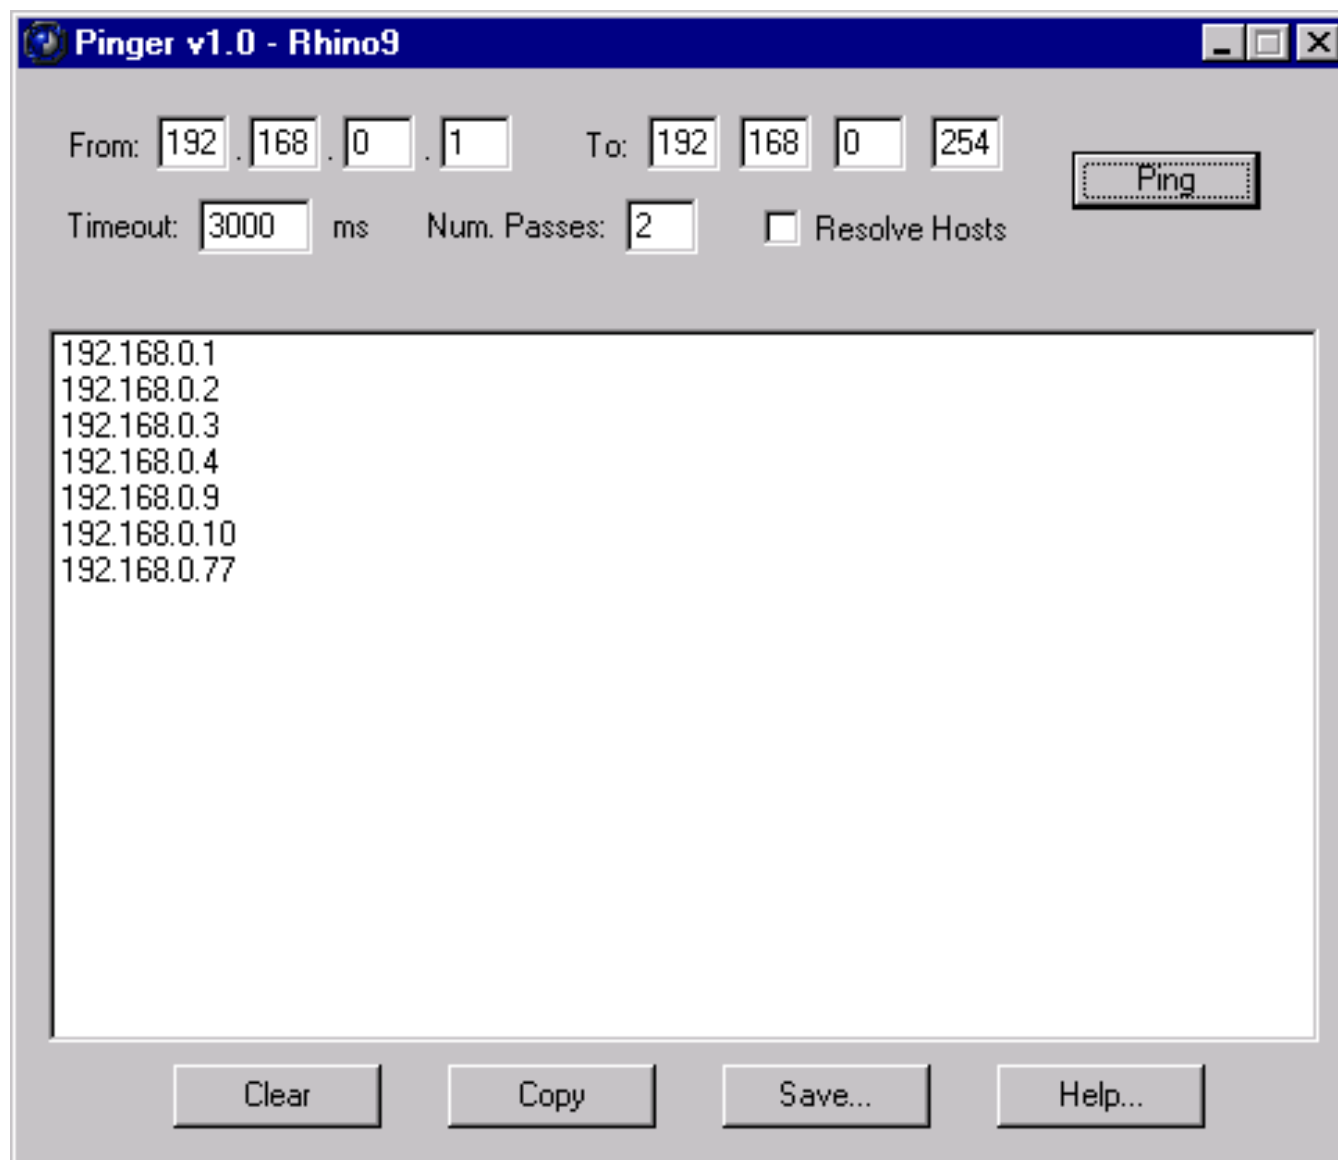 Pinger v1.0 - Rhino9
From: 192 . 168 . 0 . 1 To: 192 168 0 254
Ping
Timeout: 3000 ms Num. Passes: 2 Resolve Hosts
192.168.0.1
192.168.0.2
192.168.0.3
192.168.0.4
192.168.0.9
192.168.0.10
192.168.0.77
Clear Copy Save... Help...